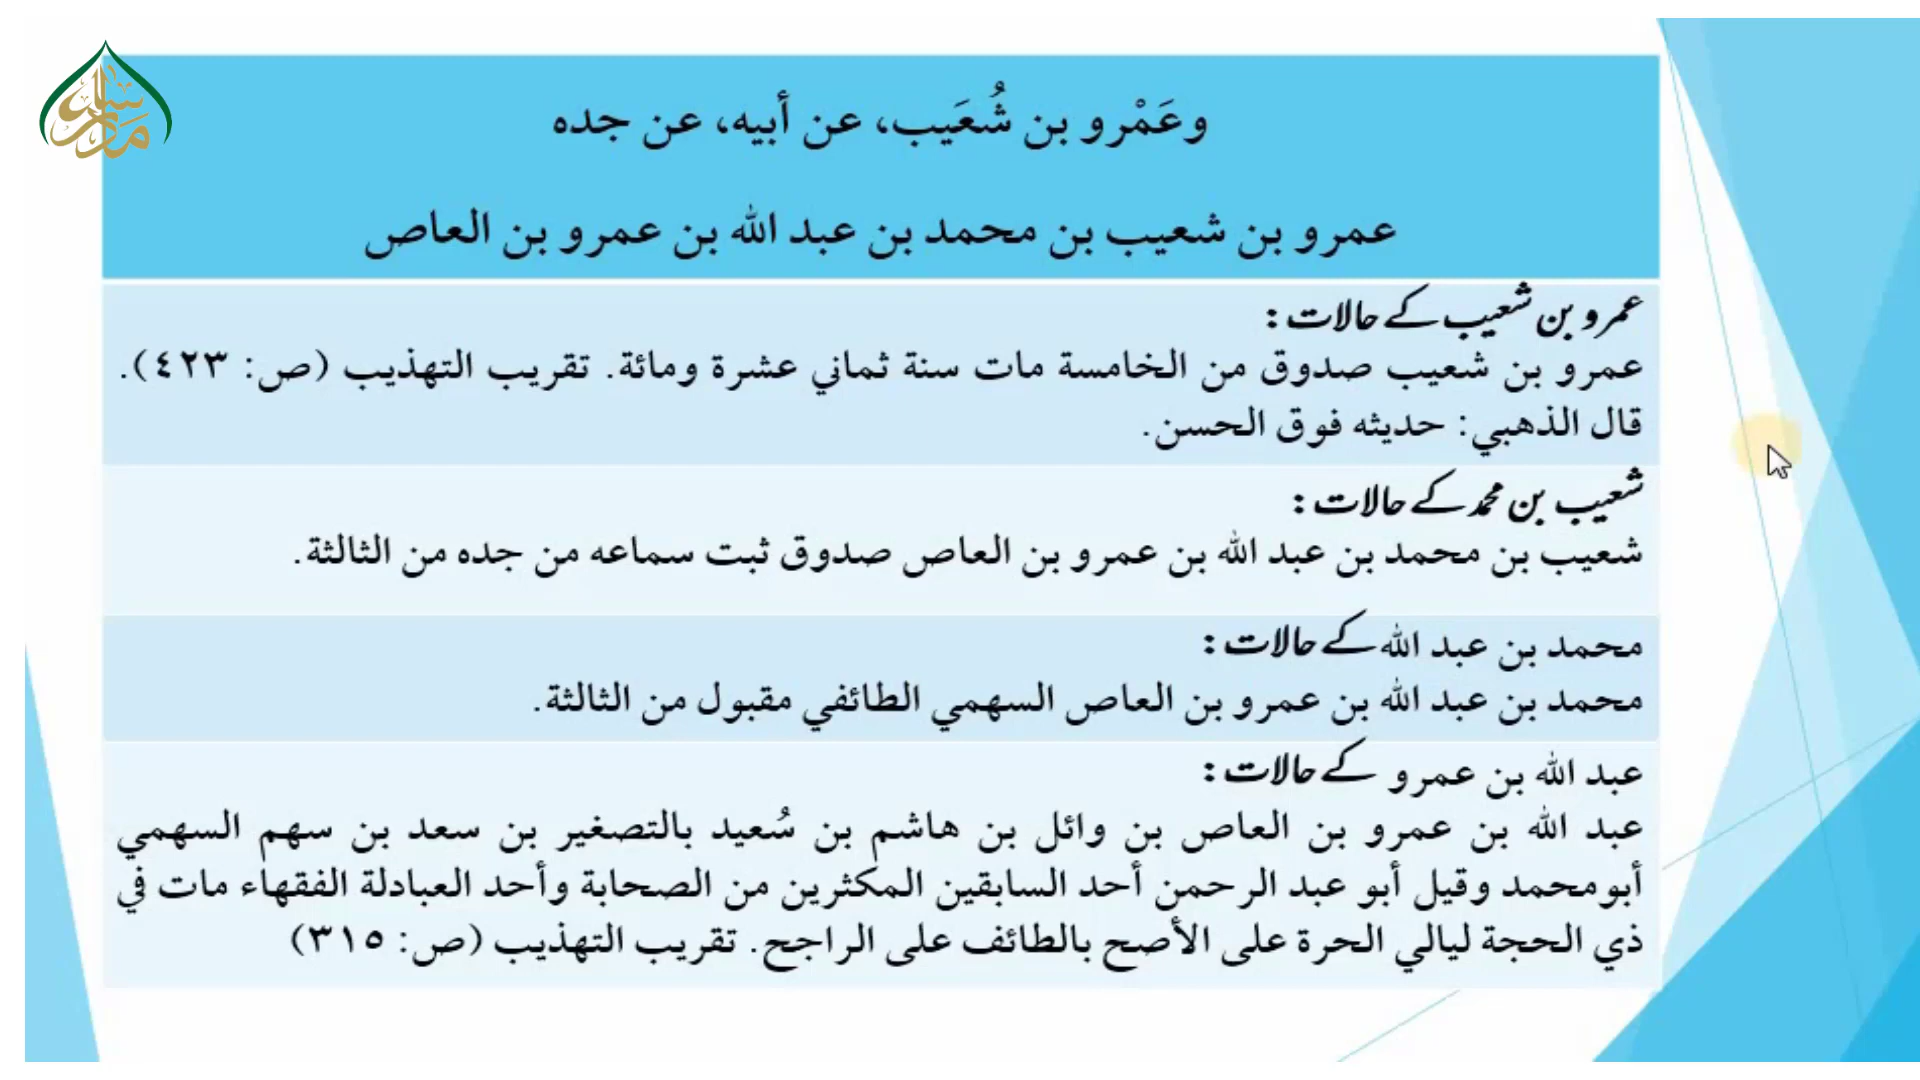 مدرسة
وعَمْرو بن شُعَيب، عن أبيه، عن جده
عمرو بن شعيب بن محمد بن عبد الله بن عمرو بن العاص
عمرو بن شعیب کے حالات:
عمرو بن شعيب صدوق من الخامسة مات سنة ثماني عشرة ومائة. تقريب التهذيب (ص: ٤٢٣).
قال الذهبي: حديثه فوق الحسن.
شعیب بن محمد کے حالات:
شعيب بن محمد بن عبد الله بن عمرو بن العاص صدوق ثبت سماعه من جده من الثالثة.
محمد بن عبد الله کے حالات:
محمد بن عبد الله بن عمرو بن العاص السهمي الطائفي مقبول من الثالثة.
عبد الله بن عمرو کے حالات:
عبد الله بن عمرو بن العاص بن وائل بن هاشم بن سُعيد بالتصغير بن سعد بن سهم السهمي
أبومحمد وقيل أبو عبد الرحمن أحد السابقين المكثرين من الصحابة وأحد العبادلة الفقهاء مات في
ذي الحجة ليالي الحرة على الأصح بالطائف على الراجح. تقريب التهذيب (ص: ٣١٥)